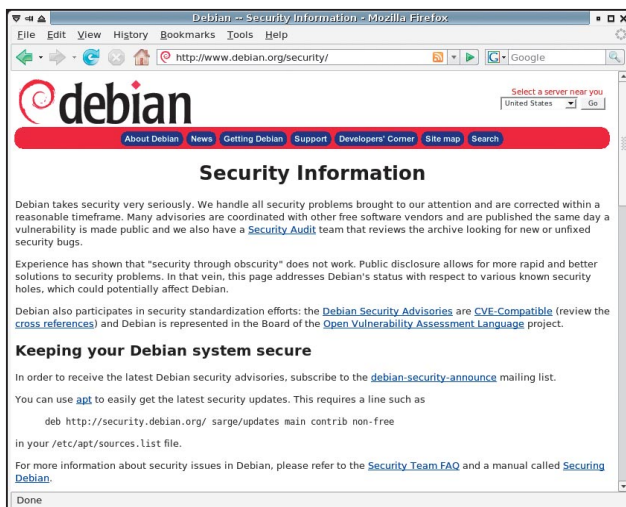 Debian -- Security Information - Mozilla Firefox
File Edit View History Bookmarks Tools Help
http://www.debian.org/security/
G Google
debian
Select a server near you
United States Go
About Debian News Getting Debian Support Developers' Corner Site map Search
Security Information
Debian takes security very seriously. We handle all security problems brought to our attention and are corrected within a
reasonable timeframe. Many advisories are coordinated with other free software vendors and are published the same day a
vulnerability is made public and we also have a Security Audit team that reviews the archive looking for new or unfixed
security bugs.
Experience has shown that "security through obscurity" does not work. Public disclosure allows for more rapid and better
solutions to security problems. In that vein, this page addresses Debian's status with respect to various known security
holes, which could potentially affect Debian.
Debian also participates in security standardization efforts: the Debian Security Advisories are CVE-Compatible (review the
cross references) and Debian is represented in the Board of the Open Vulnerability Assessment Language project.
Keeping your Debian system secure
In order to receive the latest Debian security advisories, subscribe to the debian-security-announce mailing list.
You can use apt to easily get the latest security updates. This requires a line such as
deb http://security.debian.org/ sarge/updates main contrib non-free
in your /etc/apt/sources.list file.
For more information about security issues in Debian, please refer to the Security Team FAQ and a manual called Securing
Debian.
Done